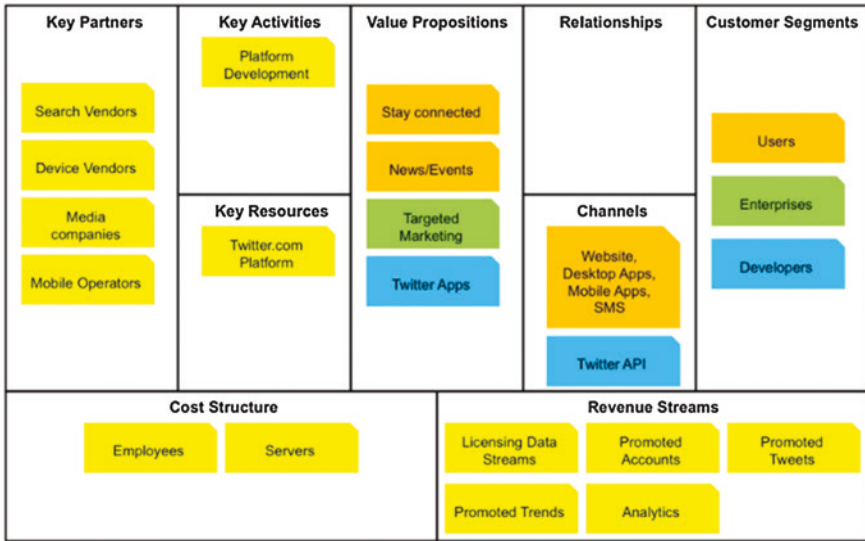 Key Partners
Search Vendors
Device Vendors
Media
companies
Mobile Operators
Key Activities
Platform
Development
Key Resources
Twitter.com
Platform
Value Propositions
Stay connected
News/Events
Targeted
Marketing
Twitter Apps
Relationships
Channels
Website,
Desktop Apps,
Mobile Apps,
SMS
Twitter API
Customer Segments
Users
Enterprises
Developers
Cost Structure
Employees
Servers
Revenue Streams
Licensing Data
Streams
Promoted
Accounts
Promoted
Tweets
Promoted Trends
Analytics